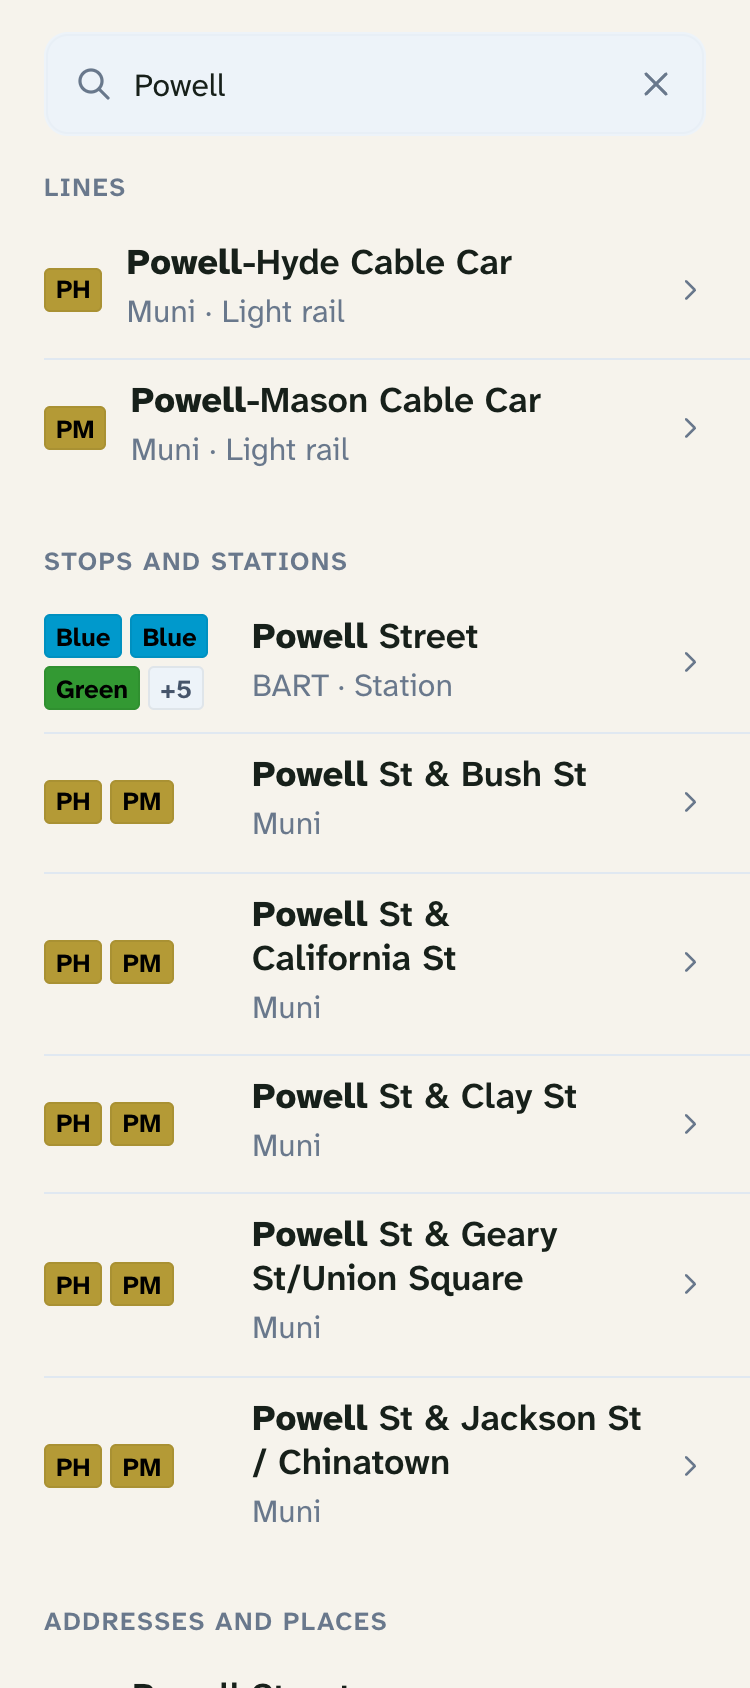 Powell
LINES
PH
Powell-Hyde Cable Car
Muni · Light rail
PM
Powell-Mason Cable Car
Muni · Light rail
STOPS AND STATIONS
Blue Blue
Green +5
Powell Street
BART · Station
PH PM
Powell St & Bush St
Muni
PH PM
Powell St &
California St
Muni
PH PM
Powell St & Clay St
Muni
PH PM
Powell St & Geary
St/Union Square
Muni
PH PM
Powell St & Jackson St
/ Chinatown
Muni
ADDRESSES AND PLACES
Powell Street